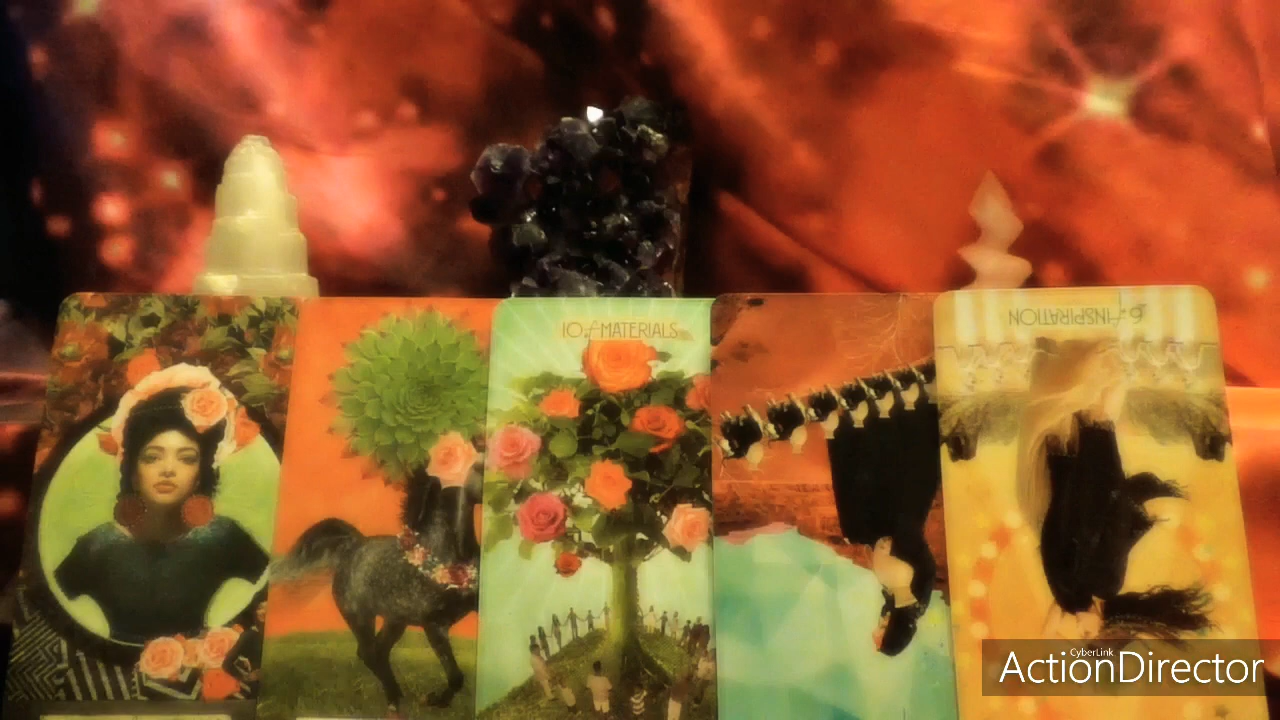 10 of MATERIALS
6 of INSPIRATION
CyberLink
ActionDirector